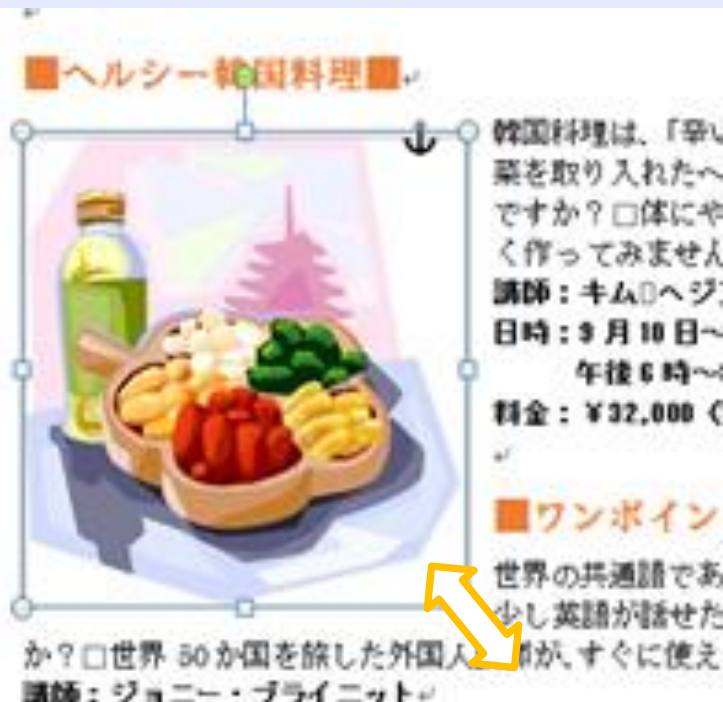 ■ヘルシー韓国料理■
韓国料理は、「辛い
菜を取り入れたヘ
ですか？□体にや
く作ってみません
講師：キム□ヘジ
日時：9月10日～
午後6時～
料金：¥32,000
■ワンポイン
世界の共通語であ
少し英語が話せた
か？□世界 50か国を旅した外国人 師が、すぐに使え
講師：ジョニー・ブライニット